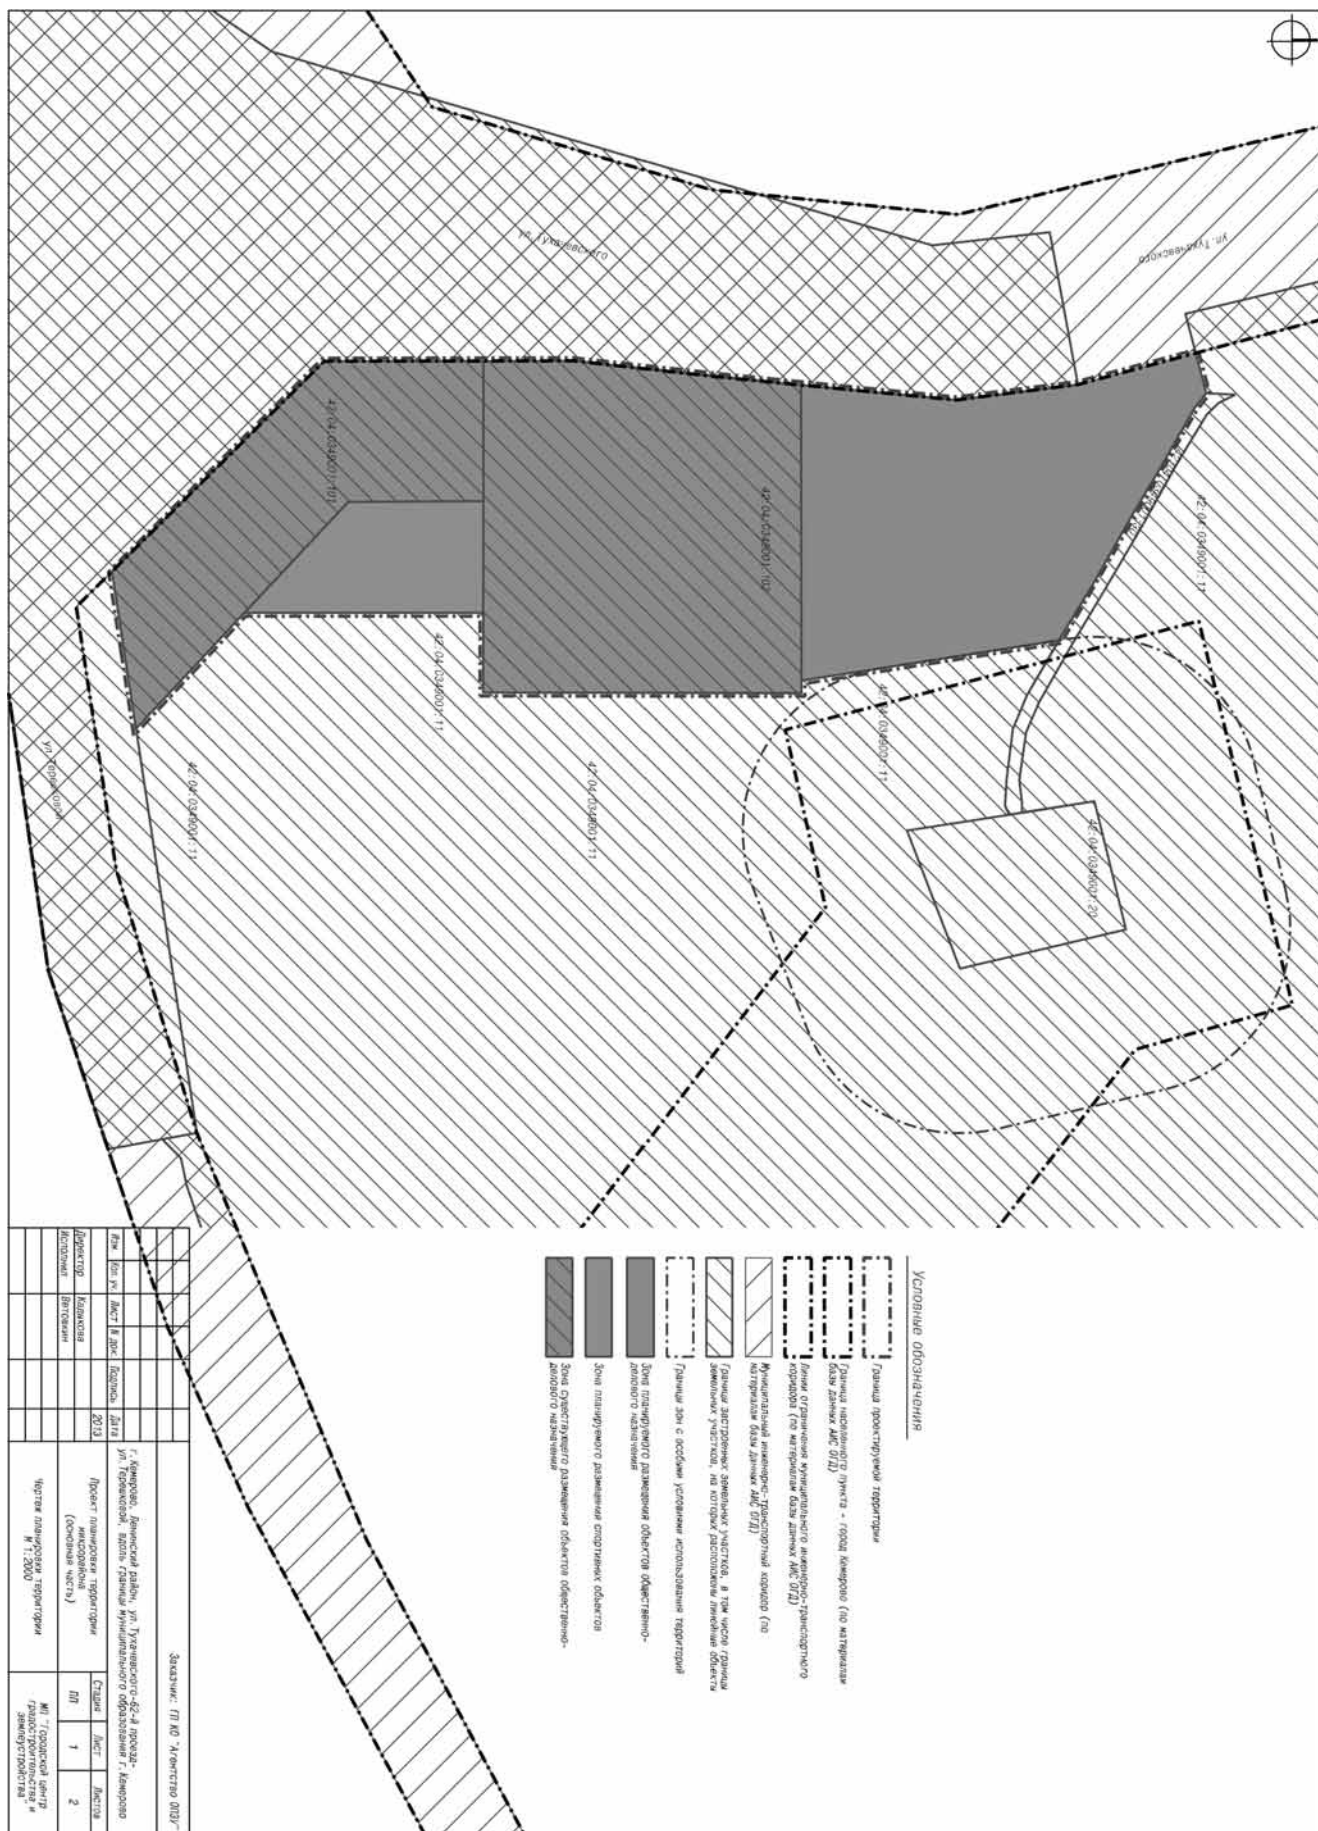 ул. Тухачевского
ул. Тухачевского
42:04:0349001:101
42:04:0349001:102
42:04:0349001:11
42:04:0349001:11
42:04:0349001:11
42:04:0349001:11
42:04:0349001:11
42:04:0349001:20
ул. Терешковой
Условные обозначения
Граница проектируемой территории
Граница населенного пункта - город Кемерово (по материалам
базы данных АИС ОГД)
Линии ограничения муниципального инженерно-транспортного
коридора (по материалам базы данных АИС ОГД)
Муниципальный инженерно-транспортный коридор (по
материалам базы данных АИС ОГД)
Границы застроенных земельных участков, в том числе границы
земельных участков, на которых расположены линейные объекты
Границы зон с особыми условиями использования территорий
Зона планируемого размещения объектов общественно-
делового назначения
Зона планируемого размещения спортивных объектов
Зона существующего размещения объектов общественно-
делового назначения
Заказчик: ГП КО "Агентство ОПЗУ"
г. Кемерово, Ленинский район, ул. Тухачевского-62-й проезд-
ул. Терешковой, вдоль границы муниципального образования г. Кемерово
Изм. Кол. уч. Лист N док. Подпись Дата
2013
Директор Каликова
Исполнил
Проект планировки территории
микрорайона
(основная часть)
Стадия Лист Листов
ПП 1 2
Чертеж планировки территории
М 1:2000
МП "Городской центр
градостроительства и
землеустройства"